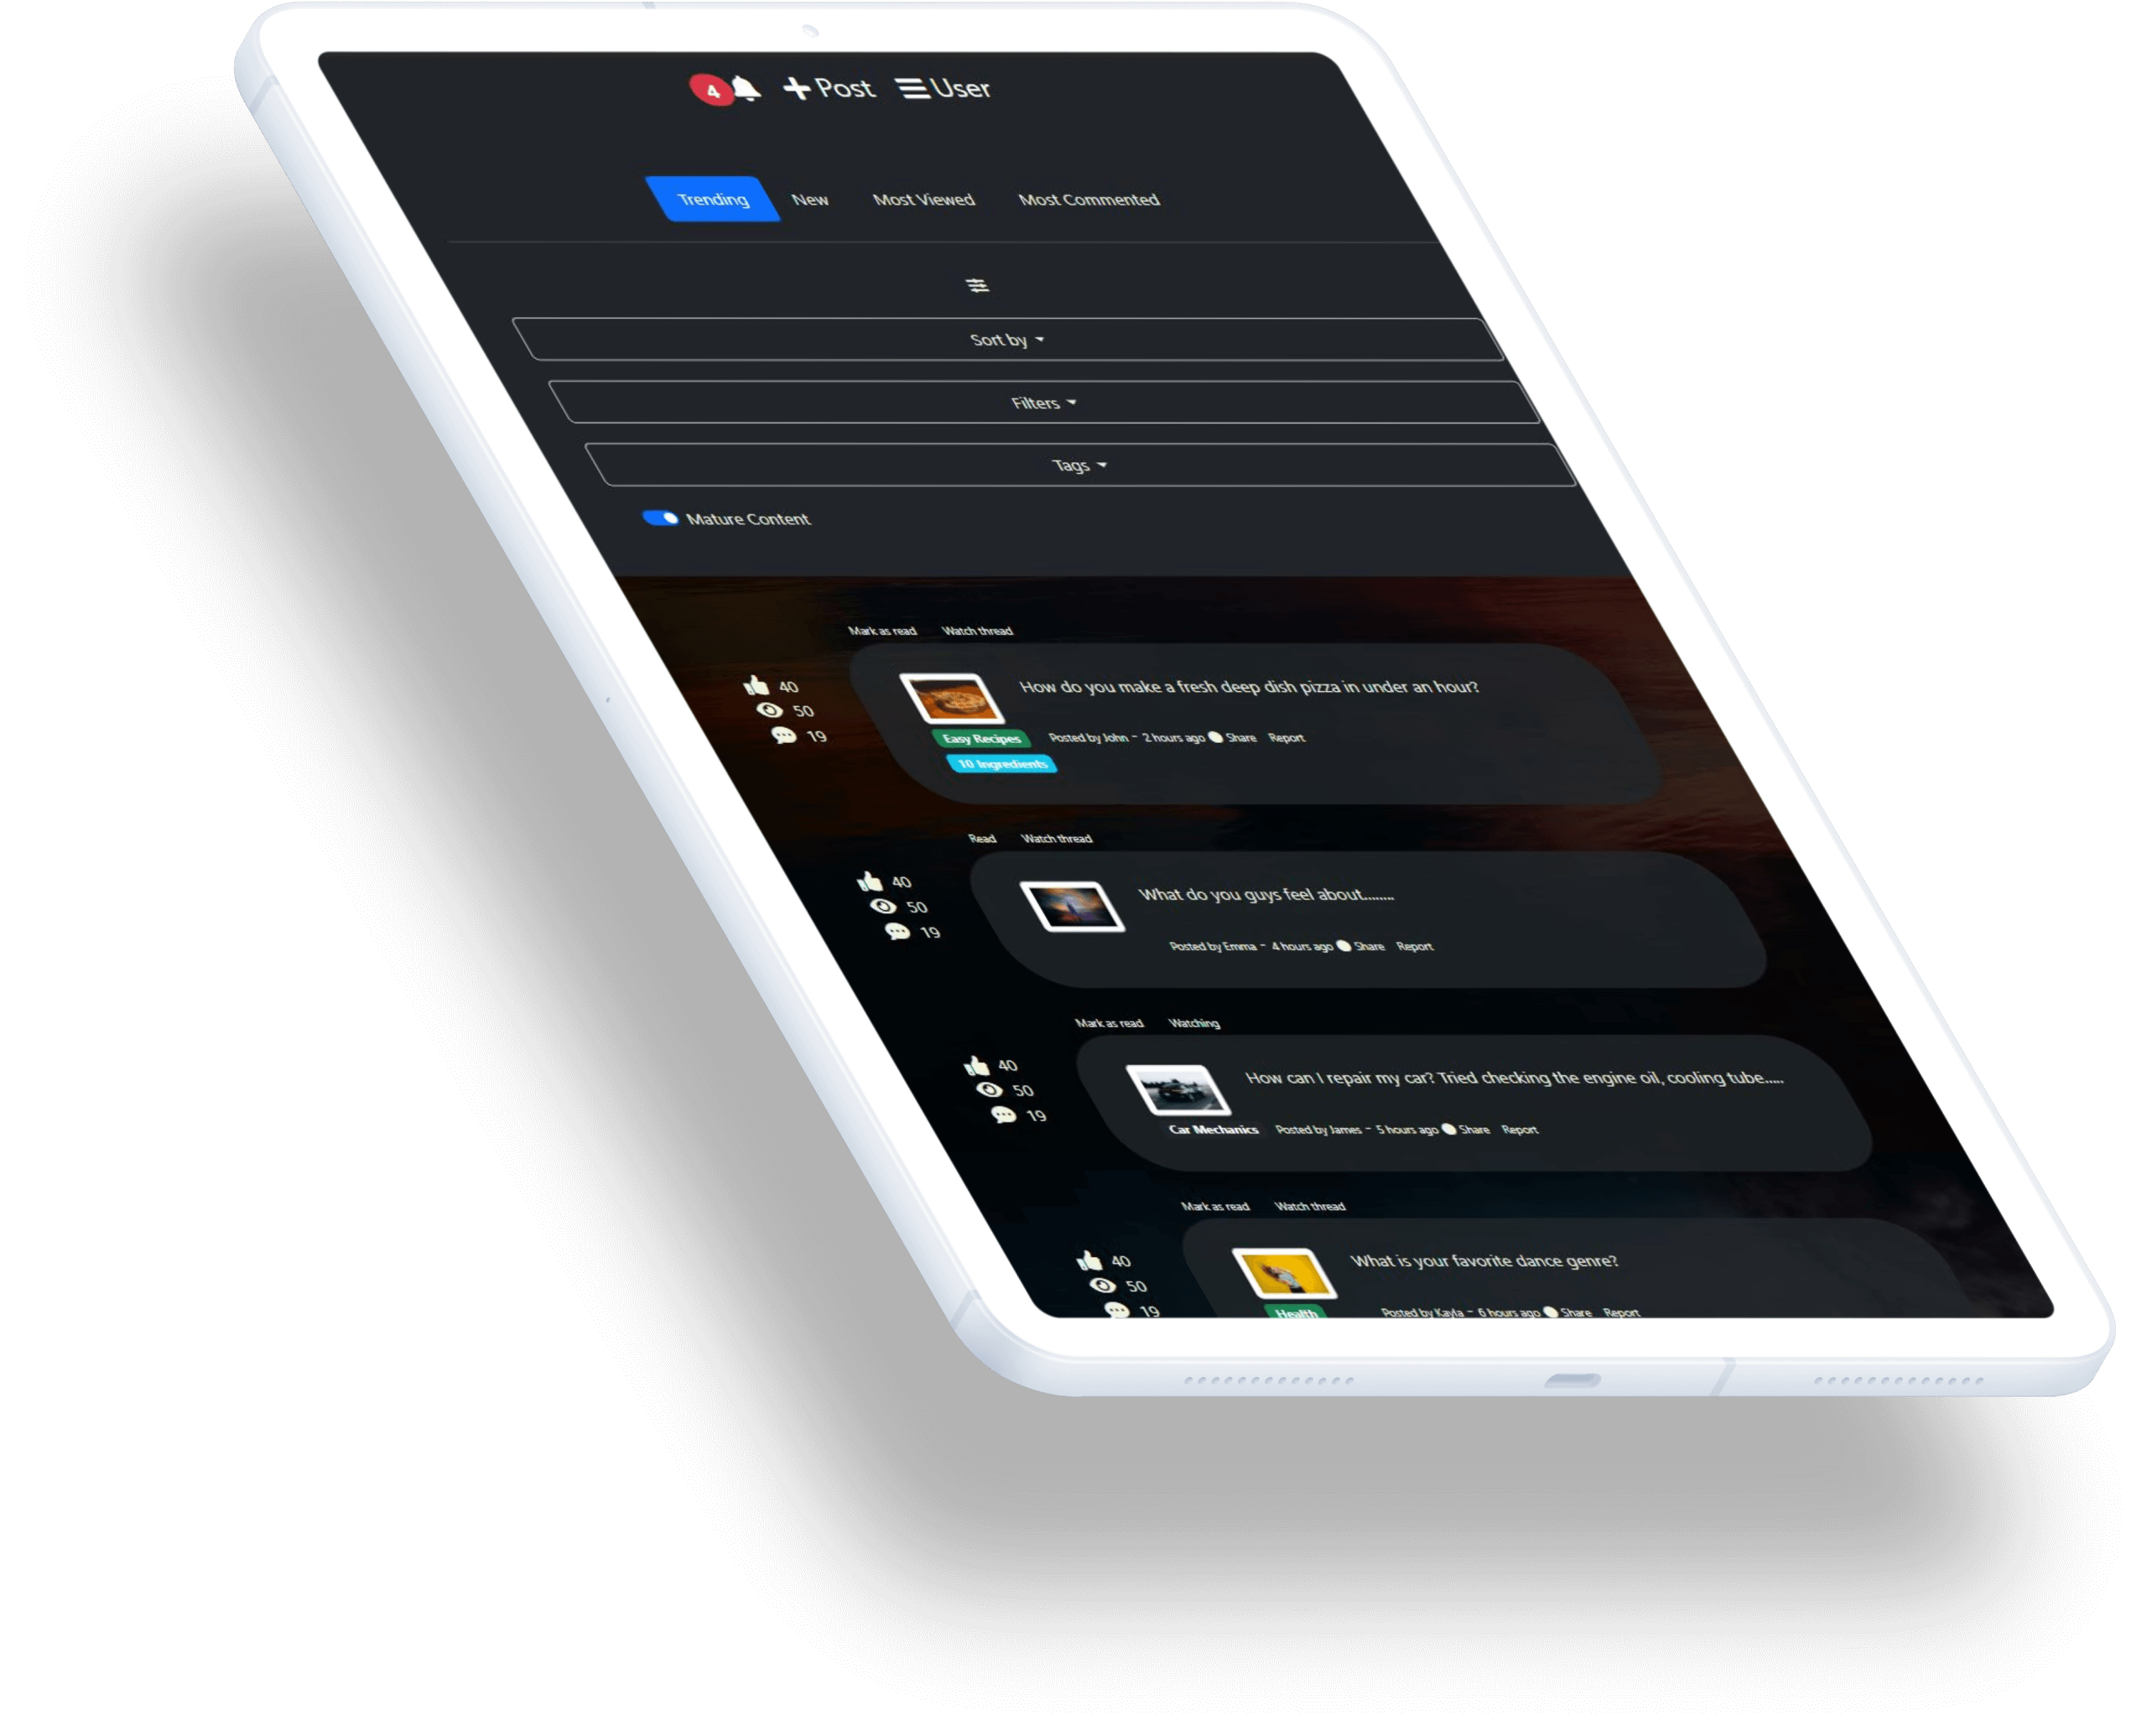 4 Post User
Trending New Most Viewed Most Commented
Sort by
Filters
Tags
Mature Content
Mark as read Watch thread
40
50
19
How do you make a fresh deep dish pizza in under an hour?
Easy Recipes Posted by John - 2 hours ago Share Report
10 Ingredients
Read Watch thread
40
50
19
What do you guys feel about........
Posted by Emma - 4 hours ago Share Report
Mark as read Watching
40
50
19
How can I repair my car? Tried checking the engine oil, cooling tube.....
Car Mechanics Posted by James - 5 hours ago Share Report
Mark as read Watch thread
40
50
19
What is your favorite dance genre?
Health Posted by Kayla - 6 hours ago Share Report